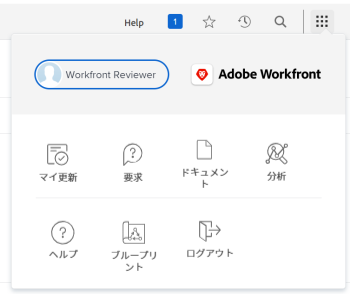 Help 1
Workfront Reviewer
Adobe Workfront
マイ更新
要求
ドキュメン
ト
分析
ヘルプ
ブループリ
ント
ログアウト